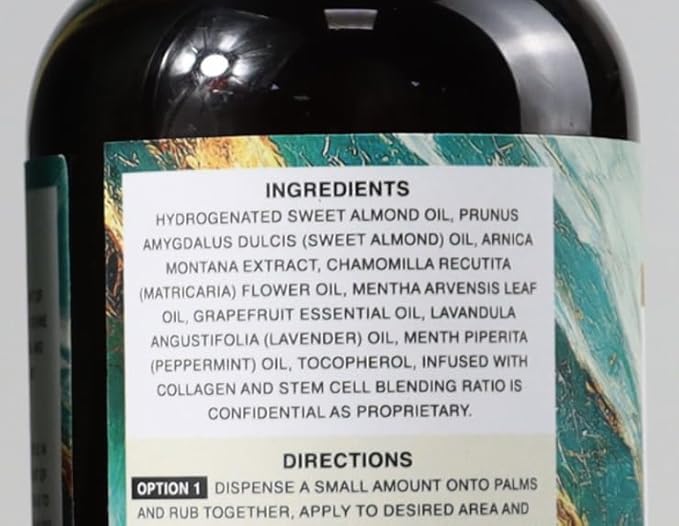 INGREDIENTS
HYDROGENATED SWEET ALMOND OIL, PRUNUS
AMYGDALUS DULCIS (SWEET ALMOND) OIL, ARNICA
MONTANA EXTRACT, CHAMOMILLA RECUTITA
(MATRICARIA) FLOWER OIL, MENTHA ARVENSIS LEAF
OIL, GRAPEFRUIT ESSENTIAL OIL, LAVANDULA
ANGUSTIFOLIA (LAVENDER) OIL, MENTH PIPERITA
(PEPPERMINT) OIL, TOCOPHEROL, INFUSED WITH
COLLAGEN AND STEM CELL BLENDING RATIO IS
CONFIDENTIAL AS PROPRIETARY.
DIRECTIONS
OPTION 1 DISPENSE A SMALL AMOUNT ONTO PALMS
AND RUB TOGETHER, APPLY TO DESIRED AREA AND